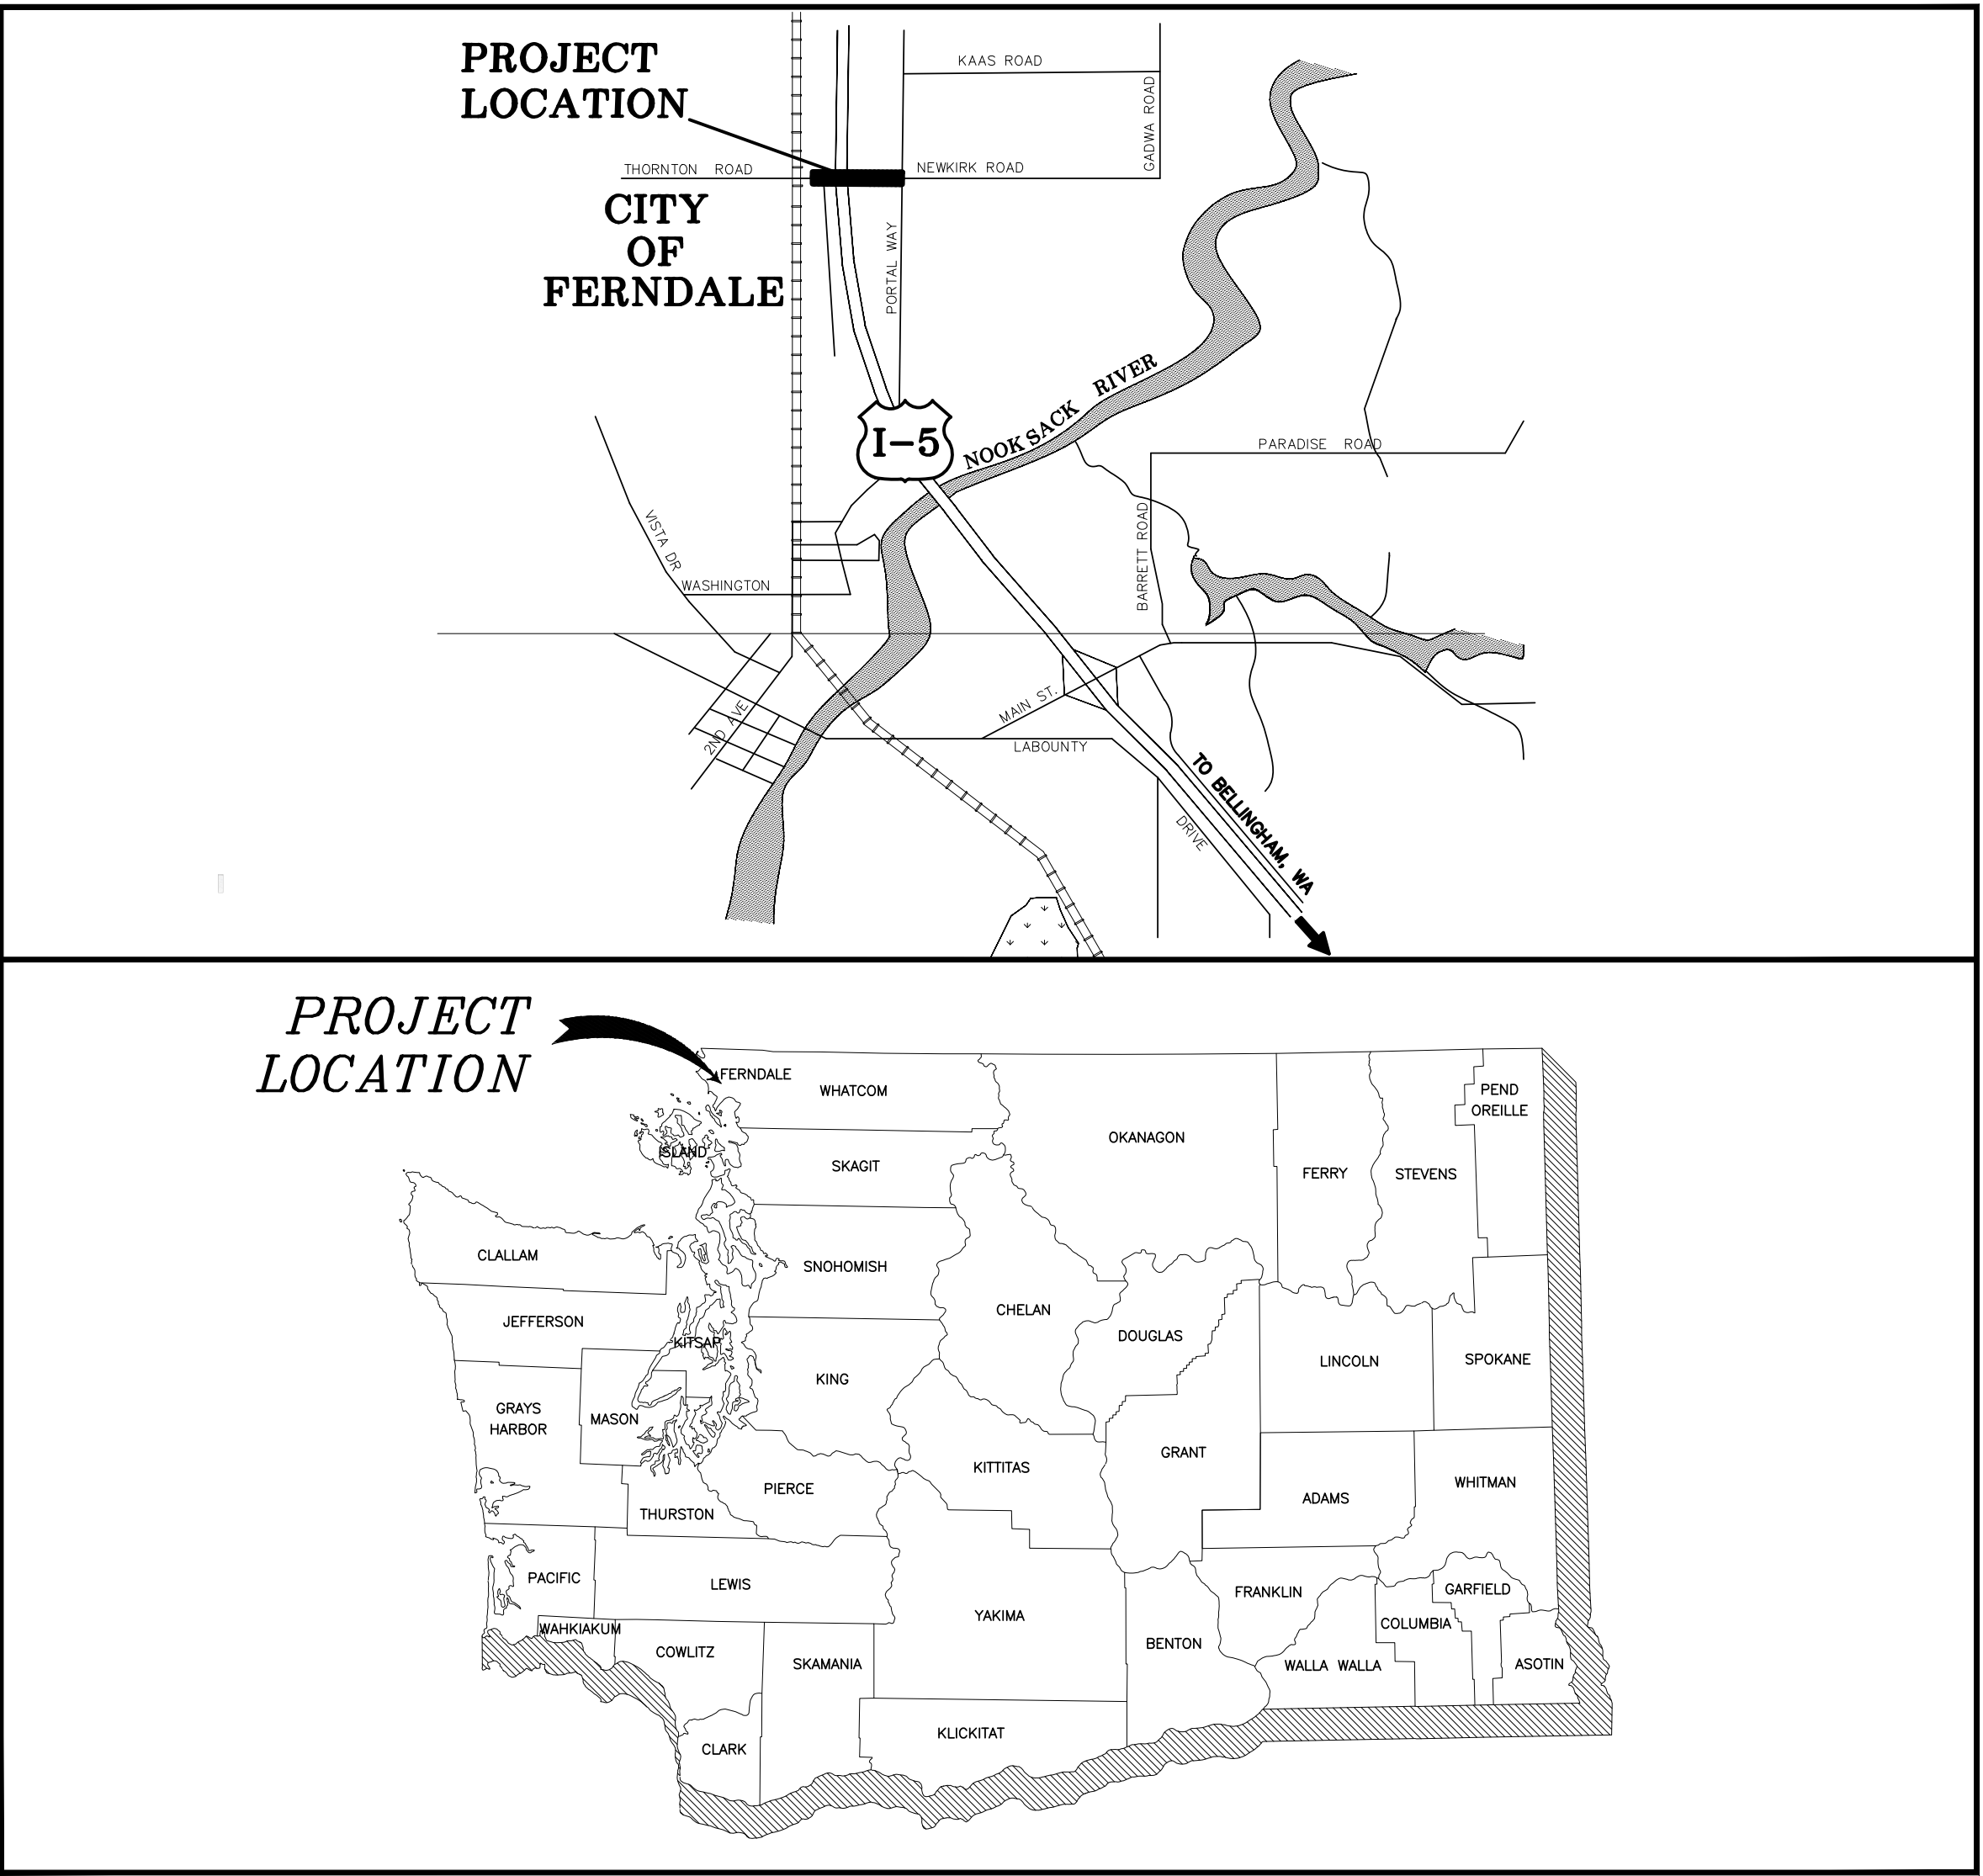 PROJECT
LOCATION
KAAS ROAD
GADWA ROAD
THORNTON ROAD
NEWKIRK ROAD
CITY
OF
FERNDALE
PORTAL WAY
I-5
NOOKSACK RIVER
PARADISE ROAD
VISTA DR
BARRETT ROAD
WASHINGTON
MAIN ST.
2ND AVE
LABOUNTY
DRIVE
TO BELLINGHAM, WA
PROJECT
LOCATION
FERNDALE
WHATCOM
PEND
OREILLE
OKANAGON
ISLAND
SKAGIT
FERRY
STEVENS
CLALLAM
SNOHOMISH
CHELAN
JEFFERSON
KITSAP
DOUGLAS
LINCOLN
SPOKANE
KING
GRAYS
HARBOR
MASON
GRANT
KITTITAS
WHITMAN
PIERCE
ADAMS
THURSTON
PACIFIC
LEWIS
FRANKLIN
GARFIELD
YAKIMA
COLUMBIA
WAHKIAKUM
COWLITZ
BENTON
SKAMANIA
WALLA WALLA
ASOTIN
KLICKITAT
CLARK